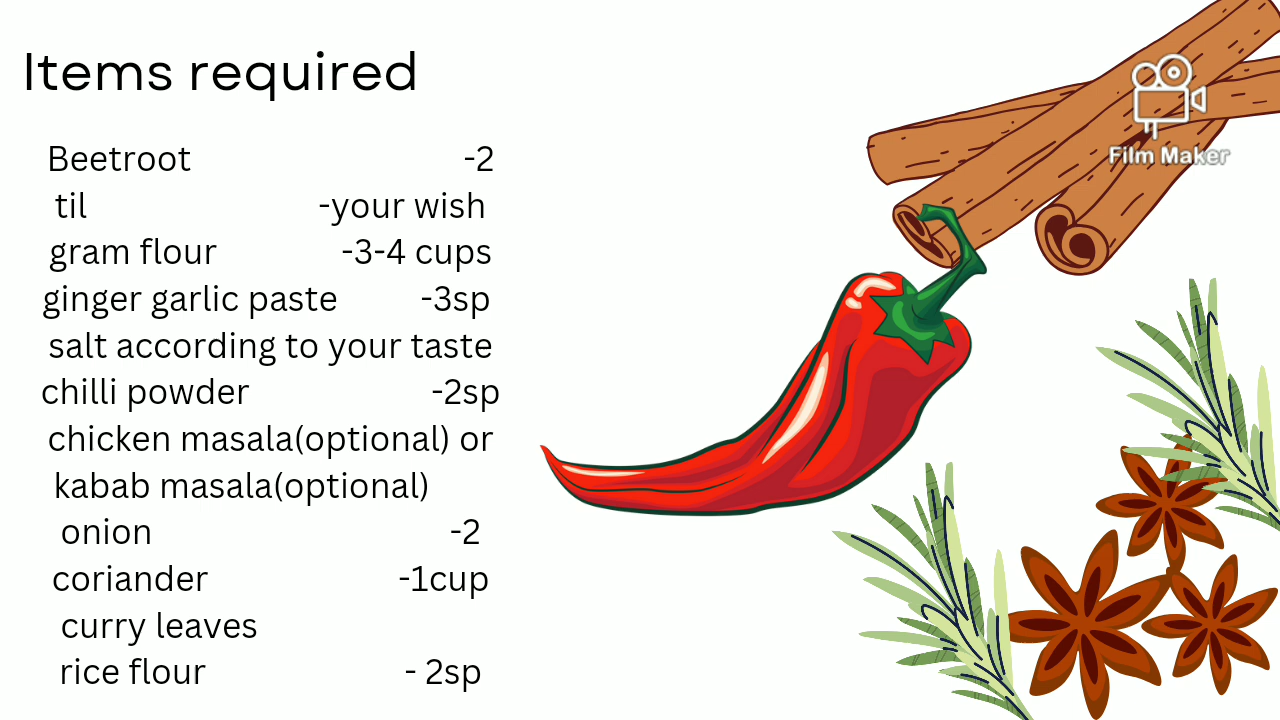 Items required
Film Maker
Beetroot -2
til -your wish
gram flour -3-4 cups
ginger garlic paste -3sp
salt according to your taste
chilli powder -2sp
chicken masala(optional) or
kabab masala(optional)
onion -2
coriander -1cup
curry leaves
rice flour - 2sp